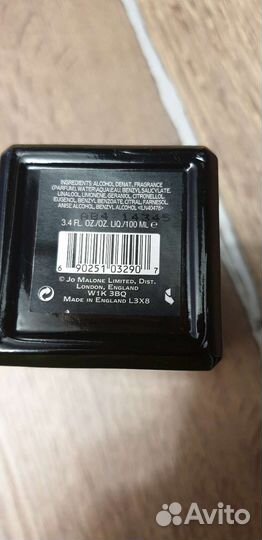 INGREDIENTS: ALCOHOL DENAT., FRAGRANCE
(PARFUM), WATER\AQUA\EAU, BENZYL SALICYLATE,
LINALOOL, LIMONENE, GERANIOL, CITRONELLOL,
EUGENOL, BENZYL BENZOATE, CITRAL, FARNESOL,
ANISE ALCOHOL, BENZYL ALCOHOL <ILN40476>
3.4 FL. OZ./OZ. LIQ./100 ML ℮
6 90251 03290 7
© JO MALONE LIMITED, DIST.
LONDON, ENGLAND
W1K 3BQ
MADE IN ENGLAND L3X8
Avito